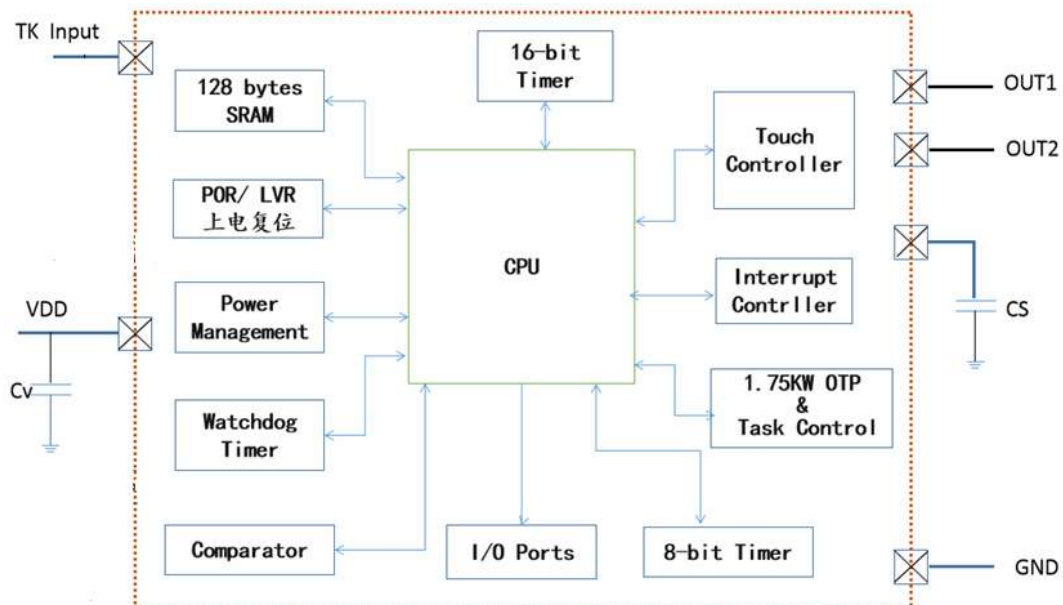 TK Input
16-bit
Timer
OUT1
128 bytes
SRAM
Touch
Controller
OUT2
POR/ LVR
上电复位
CPU
Interrupt
Contrller
VDD
Power
Management
CS
Cv
1.75KW OTP
&
Task Control
Watchdog
Timer
Comparator
I/O Ports
8-bit Timer
GND